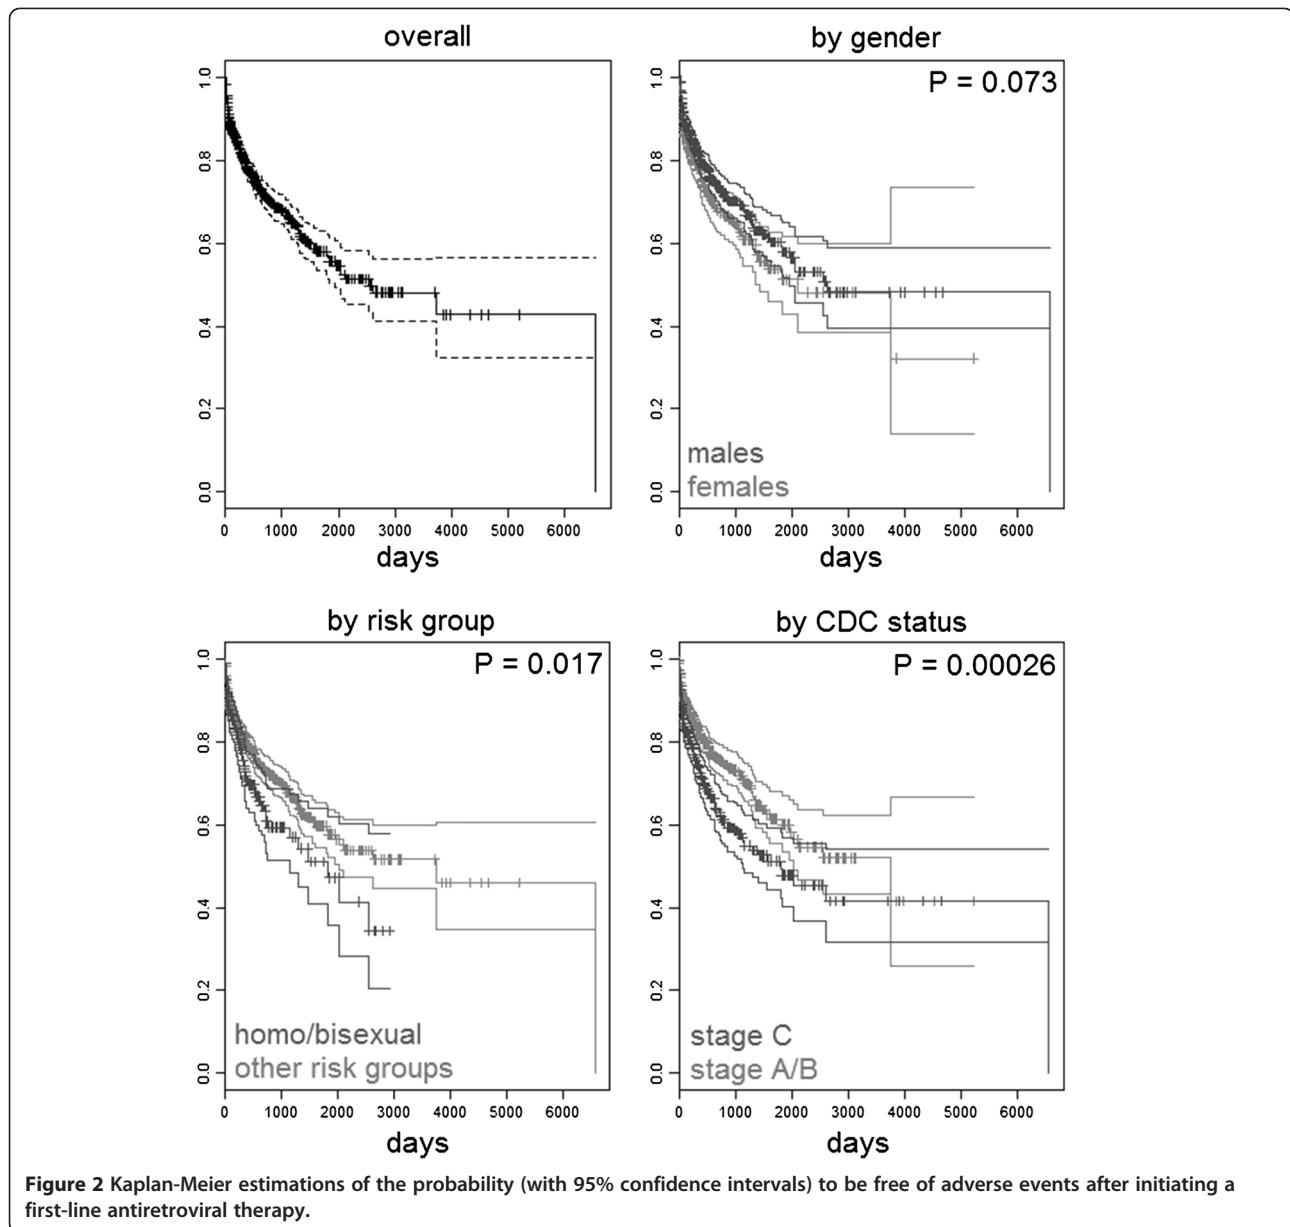 overall
1.0
0.8
0.6
0.4
0.2
0.0
0 1000 2000 3000 4000 5000 6000
days
by gender
P = 0.073
1.0
0.8
0.6
0.4
0.2
0.0
males
females
0 1000 2000 3000 4000 5000 6000
days
by risk group
P = 0.017
1.0
0.8
0.6
0.4
0.2
0.0
homo/bisexual
other risk groups
0 1000 2000 3000 4000 5000 6000
days
by CDC status
P = 0.00026
1.0
0.8
0.6
0.4
0.2
0.0
stage C
stage A/B
0 1000 2000 3000 4000 5000 6000
days
Figure 2 Kaplan-Meier estimations of the probability (with 95% confidence intervals) to be free of adverse events after initiating a
first-line antiretroviral therapy.